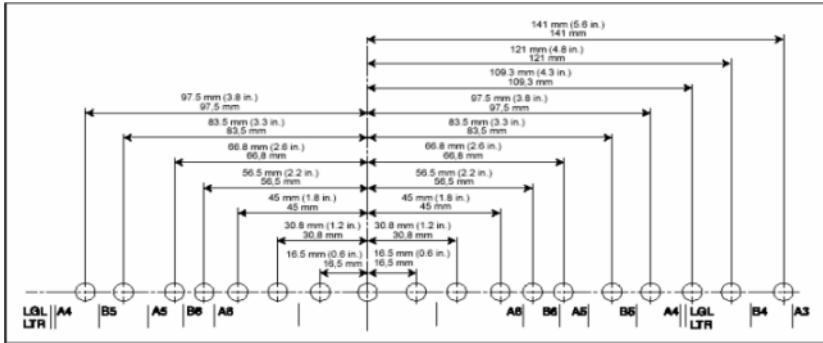 141 mm (5.6 in.)
141 mm
121 mm (4.8 in.)
121 mm
109.3 mm (4.3 in.)
109,3 mm
97.5 mm (3.8 in.) 97.5 mm (3.8 in.)
97,5 mm 97,5 mm
83.5 mm (3.3 in.) 83.5 mm (3.3 in.)
83,5 mm 83,5 mm
66.8 mm (2.6 in.) 66.8 mm (2.6 in.)
66,8 mm 66,8 mm
56.5 mm (2.2 in.) 56.5 mm (2.2 in.)
56,5 mm 56,5 mm
45 mm (1.8 in.) 45 mm (1.8 in.)
45 mm 45 mm
30.8 mm (1.2 in.) 30.8 mm (1.2 in.)
30,8 mm 30,8 mm
16.5 mm (0.6 in.) 16.5 mm (0.6 in.)
16,5 mm 16,5 mm
LGL A4 B5 A5 B6 A6 A6 B6 A5 B5 A4 LGL B4 A3
LTR LTR